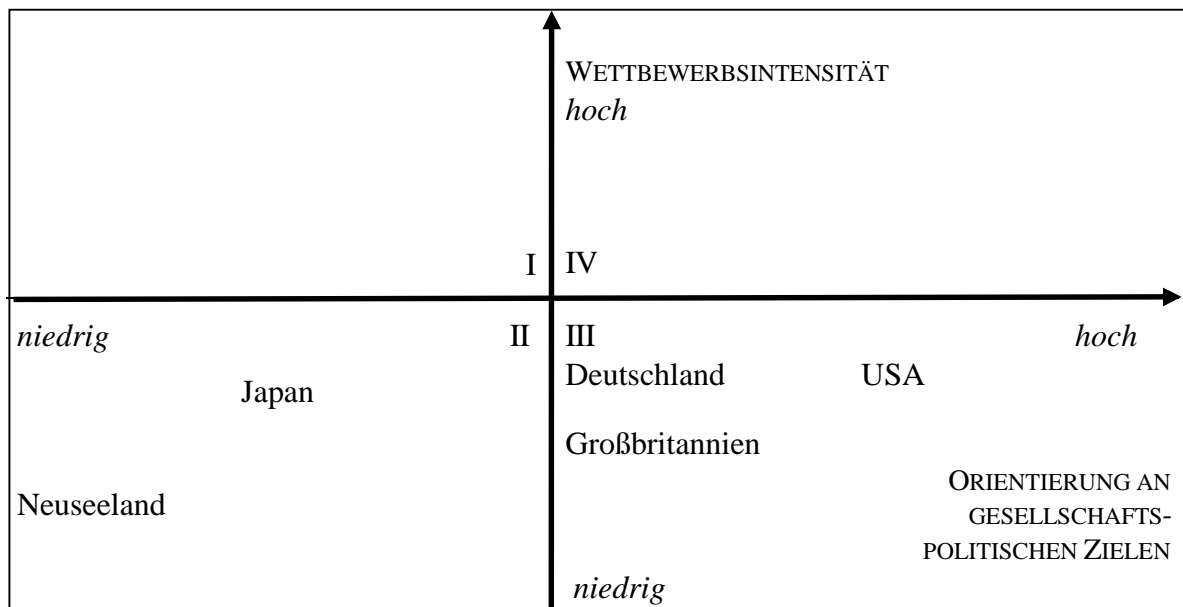 WETTBEWERBSINTENSITÄT
hoch
I IV
niedrig II III hoch
Deutschland USA
Japan
Großbritannien
Neuseeland
ORIENTIERUNG AN
GESELLSCHAFTS-
POLITISCHEN ZIELEN
niedrig